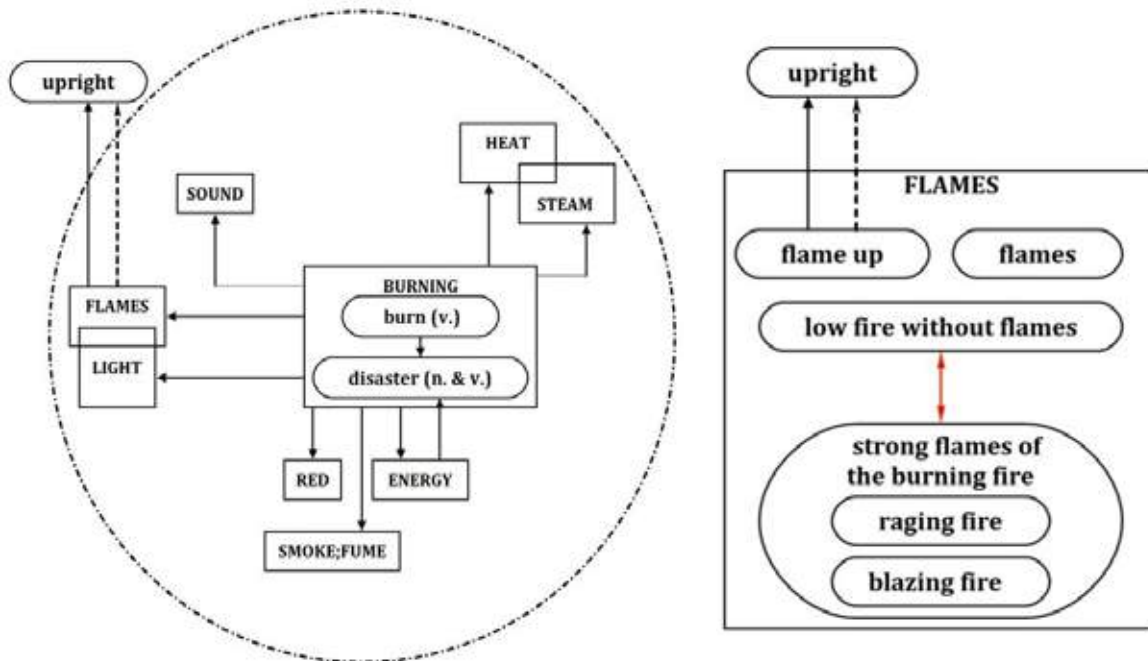 upright
HEAT
STEAM
SOUND
FLAMES
LIGHT
BURNING
burn (v.)
disaster (n. & v.)
RED
ENERGY
SMOKE;FUME
upright
FLAMES
flame up
flames
low fire without flames
strong flames of
the burning fire
raging fire
blazing fire